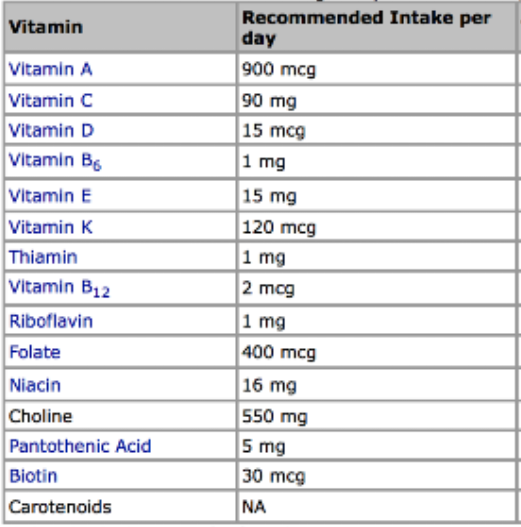 Vitamin Recommended Intake per day
Vitamin A 900 mcg
Vitamin C 90 mg
Vitamin D 15 mcg
Vitamin B6 1 mg
Vitamin E 15 mg
Vitamin K 120 mcg
Thiamin 1 mg
Vitamin B12 2 mcg
Riboflavin 1 mg
Folate 400 mcg
Niacin 16 mg
Choline 550 mg
Pantothenic Acid 5 mg
Biotin 30 mcg
Carotenoids NA